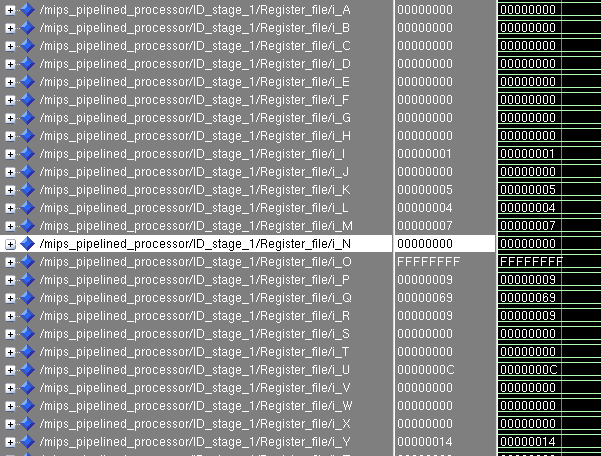 /mips_pipelined_processor/ID_stage_1/Register_file/i_A 00000000 00000000
/mips_pipelined_processor/ID_stage_1/Register_file/i_B 00000000 00000000
/mips_pipelined_processor/ID_stage_1/Register_file/i_C 00000000 00000000
/mips_pipelined_processor/ID_stage_1/Register_file/i_D 00000000 00000000
/mips_pipelined_processor/ID_stage_1/Register_file/i_E 00000000 00000000
/mips_pipelined_processor/ID_stage_1/Register_file/i_F 00000000 00000000
/mips_pipelined_processor/ID_stage_1/Register_file/i_G 00000000 00000000
/mips_pipelined_processor/ID_stage_1/Register_file/i_H 00000000 00000000
/mips_pipelined_processor/ID_stage_1/Register_file/i_I 00000001 00000001
/mips_pipelined_processor/ID_stage_1/Register_file/i_J 00000000 00000000
/mips_pipelined_processor/ID_stage_1/Register_file/i_K 00000005 00000005
/mips_pipelined_processor/ID_stage_1/Register_file/i_L 00000004 00000004
/mips_pipelined_processor/ID_stage_1/Register_file/i_M 00000007 00000007
/mips_pipelined_processor/ID_stage_1/Register_file/i_N 00000000 00000000
/mips_pipelined_processor/ID_stage_1/Register_file/i_O FFFFFFFF FFFFFFFF
/mips_pipelined_processor/ID_stage_1/Register_file/i_P 00000009 00000009
/mips_pipelined_processor/ID_stage_1/Register_file/i_Q 00000069 00000069
/mips_pipelined_processor/ID_stage_1/Register_file/i_R 00000009 00000009
/mips_pipelined_processor/ID_stage_1/Register_file/i_S 00000000 00000000
/mips_pipelined_processor/ID_stage_1/Register_file/i_T 00000000 00000000
/mips_pipelined_processor/ID_stage_1/Register_file/i_U 0000000C 0000000C
/mips_pipelined_processor/ID_stage_1/Register_file/i_V 00000000 00000000
/mips_pipelined_processor/ID_stage_1/Register_file/i_W 00000000 00000000
/mips_pipelined_processor/ID_stage_1/Register_file/i_X 00000000 00000000
/mips_pipelined_processor/ID_stage_1/Register_file/i_Y 00000014 00000014